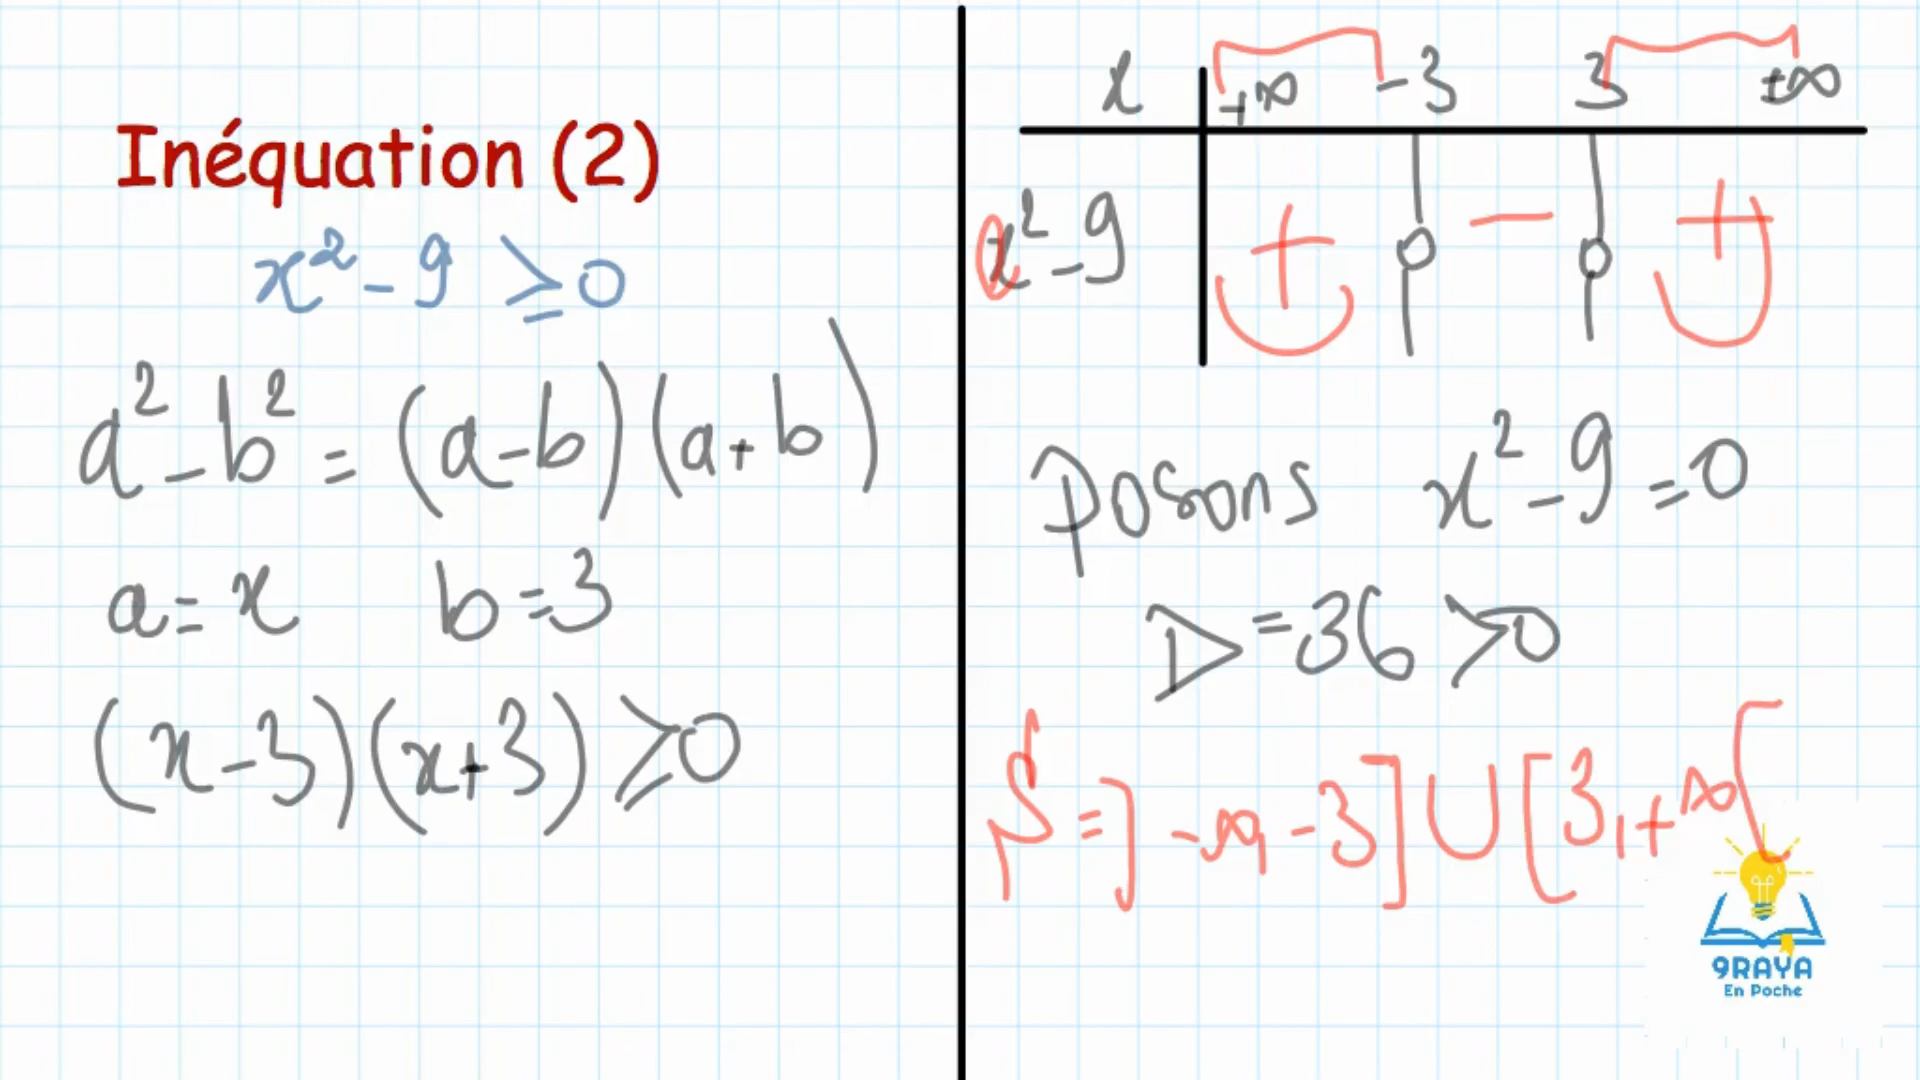 Inéquation (2)
x² - 9 ≥ 0
a² - b² = (a-b)(a+b)
a = x b = 3
(x-3)(x+3) ≥ 0
x +∞ -3 3 +∞
x² - 9 + 0 - 0 +
Posons x² - 9 = 0
Δ = 36 > 0
S = ]-∞, -3] ∪ [3, +∞[
9RAYA
En Poche